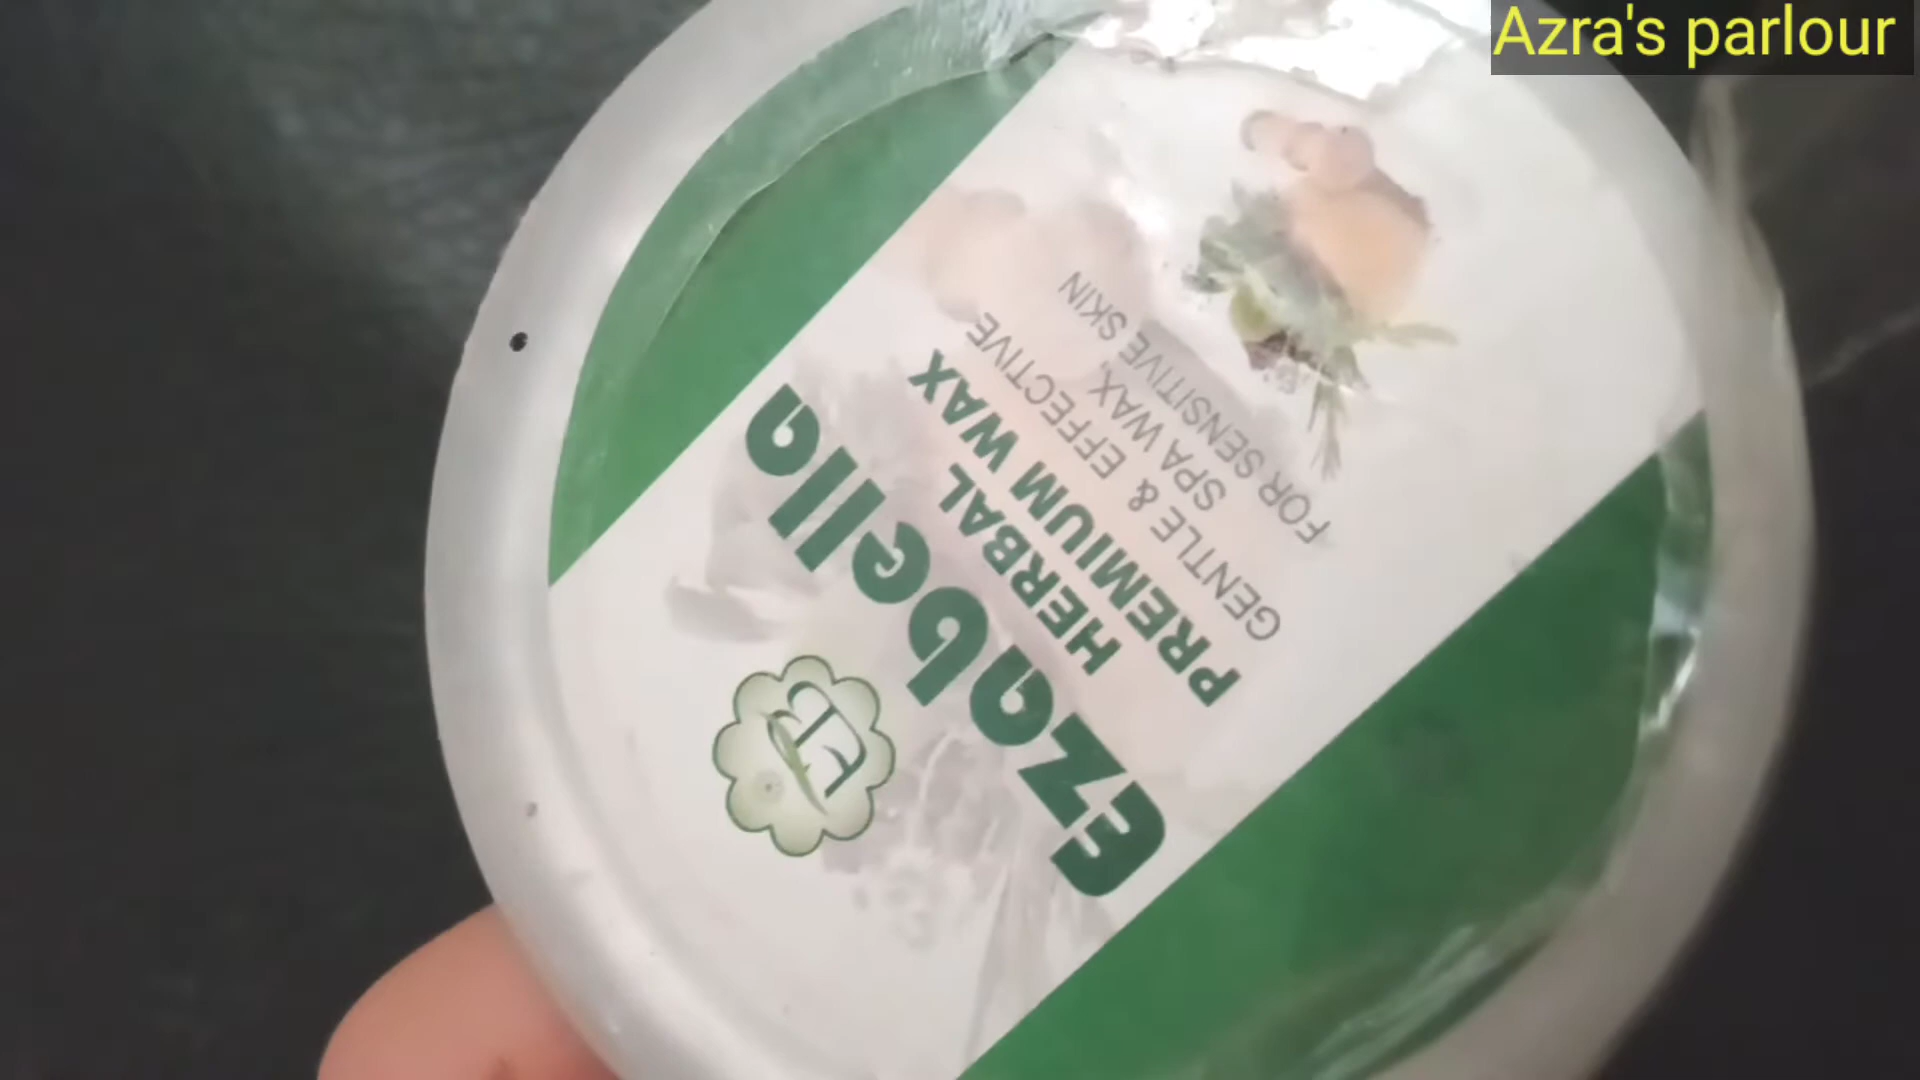 Azra's parlour
Ezabella
HERBAL
PREMIUM WAX
GENTLE & EFFECTIVE
SPA WAX,
FOR SENSITIVE SKIN